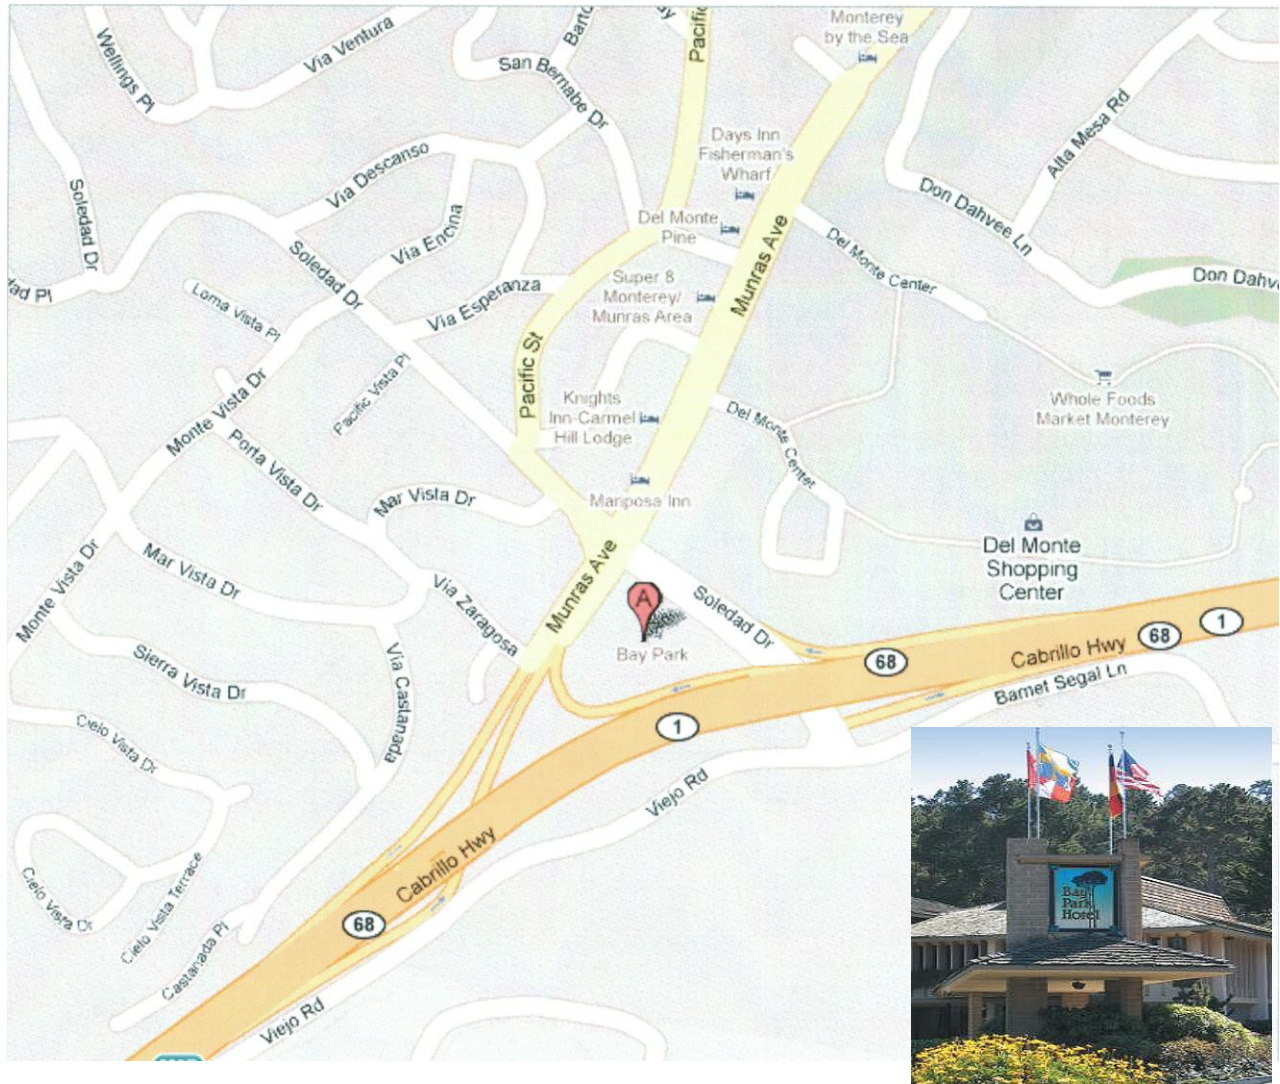 Monterey
by the Sea
Pacific
Barto
Via Ventura
Wellings Pl
San Bernabe Dr
Days Inn
Fisherman's
Wharf
Alta Mesa Rd
Via Descanso
Soledad Dr
Don Dahvee Ln
Del Monte
Pine
Via Encina
Munras Ave
Del Monte Center
Soledad Dr
Super 8
Monterey/
Munras Area
Don Dahve
dad Pl
Loma Vista Pl
Via Esperanza
Pacific St
Pacific Vista Pl
Whole Foods
Market Monterey
Knights
Inn-Carmel
Hill Lodge
Monte Vista Dr
Del Monte Center
Porta Vista Dr
Mar Vista Dr
Mariposa Inn
Del Monte
Shopping
Center
Monte Vista Dr
Mar Vista Dr
Via Zaragosa
Munras Ave
A
Soledad Dr
Bay Park
68
Cabrillo Hwy
68
1
Sierra Vista Dr
Via Castanada
Barnet Segal Ln
1
Cielo Vista Dr
Viejo Rd
Cabrillo Hwy
Cielo Vista Dr
Cielo Vista Terrace
68
Castanada Pl
Viejo Rd
Bay
Park
Hotel